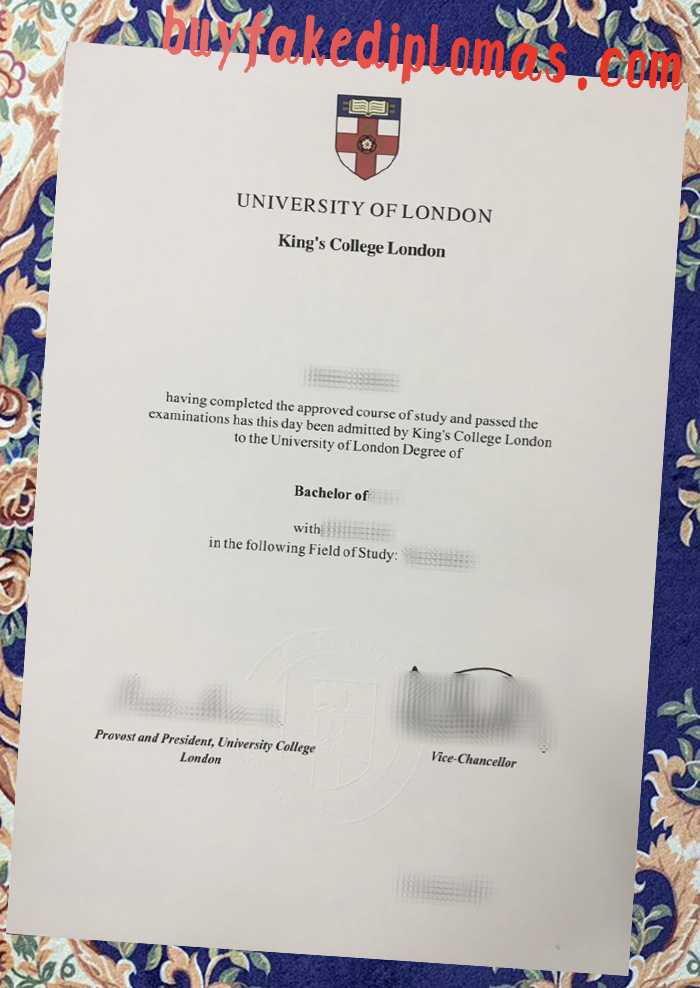 buyfakediplomas.com
UNIVERSITY OF LONDON
King's College London
having completed the approved course of study and passed the
examinations has this day been admitted by King's College London
to the University of London Degree of
Bachelor of
with
in the following Field of Study:
Provost and President, University College
London
Vice-Chancellor